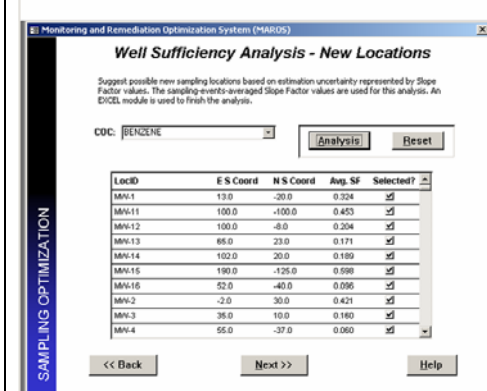 Monitoring and Remediation Optimization System (MAROS)
Well Sufficiency Analysis - New Locations
Suggest possible new sampling locations based on estimation uncertainty represented by Slope
Factor values. The sampling-events-averaged Slope Factor values are used for this analysis. An
EXCEL module is used to finish the analysis.
COC: BENZENE
Analysis Reset
LocID E S Coord N S Coord Avg. SF Selected?
MW-1 13.0 -20.0 0.324
MW-11 100.0 -100.0 0.453
MW-12 100.0 -8.0 0.204
MW-13 65.0 23.0 0.171
MW-14 102.0 20.0 0.189
MW-15 190.0 -125.0 0.598
MW-16 52.0 -40.0 0.096
MW-2 -2.0 30.0 0.421
MW-3 35.0 10.0 0.160
MW-4 55.0 -37.0 0.060
SAMPLING OPTIMIZATION
<< Back Next >> Help